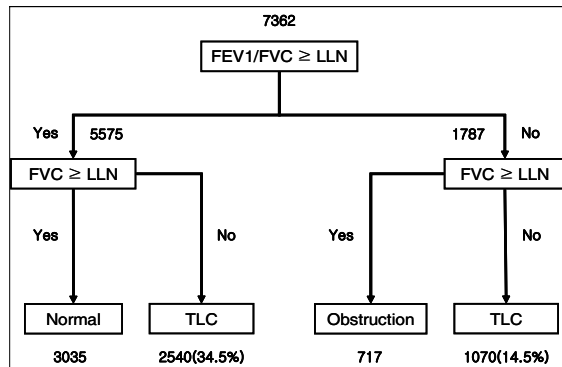 7362
FEV1/FVC ≥ LLN
Yes 5575 1787 No
FVC ≥ LLN FVC ≥ LLN
Yes No Yes No
Normal TLC Obstruction TLC
3035 2540(34.5%) 717 1070(14.5%)